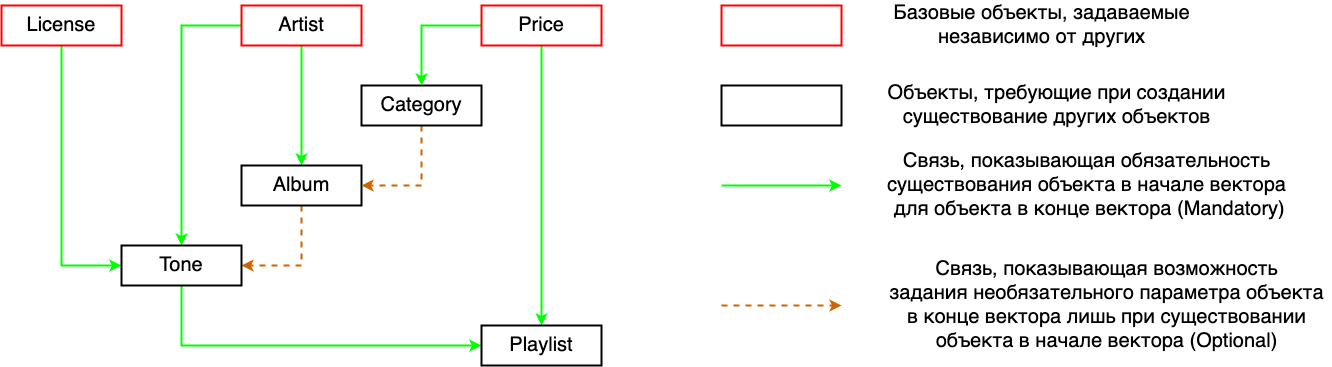 License
Artist
Price
Category
Album
Tone
Playlist
Базовые объекты, задаваемые
независимо от других
Объекты, требующие при создании
существование других объектов
Связь, показывающая обязательность
существования объекта в начале вектора
для объекта в конце вектора (Mandatory)
Связь, показывающая возможность
задания необязательного параметра объекта
в конце вектора лишь при существовании
объекта в начале вектора (Optional)